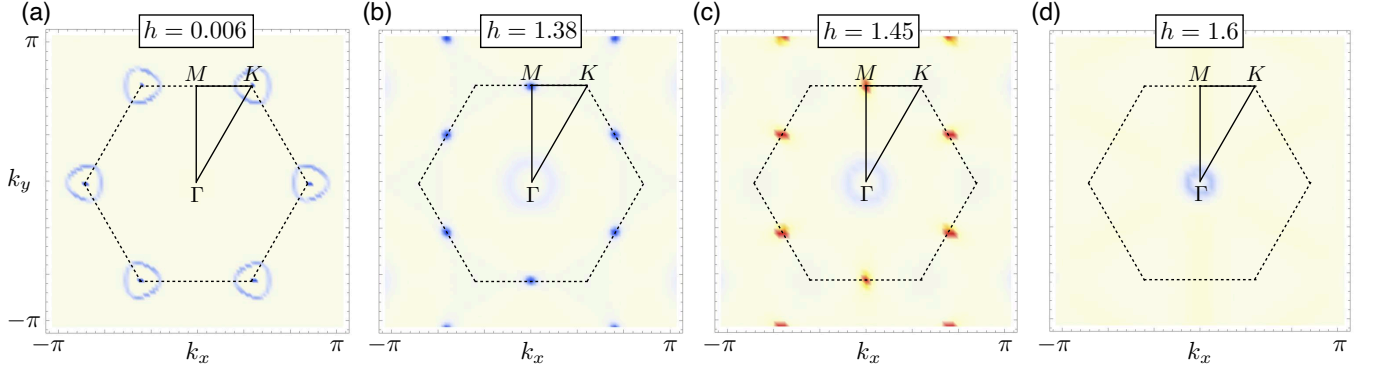 (a) h = 0.006
π
M K
Γ
k_y
−π
−π k_x π
(b) h = 1.38
M K
Γ
−π k_x π
(c) h = 1.45
M K
Γ
−π k_x π
(d) h = 1.6
M K
Γ
−π k_x π